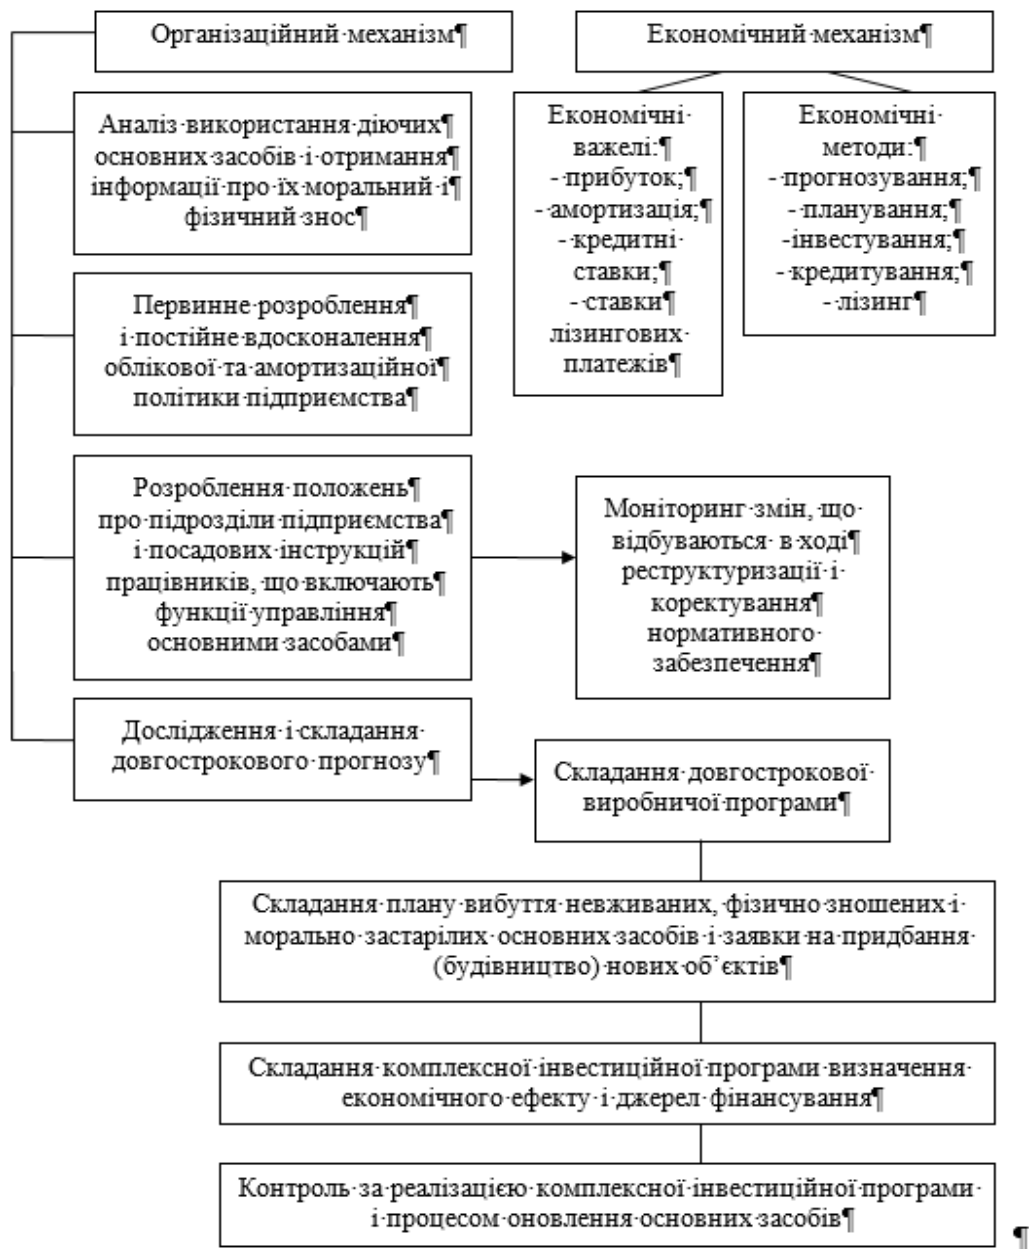 Організаційний·механізм¶
Економічний·механізм¶
Аналіз·використання·діючих¶
основних·засобів·і·отримання¶
інформації·про·їх·моральний·і¶
фізичний·знос¶
Економічні·
важелі:¶
-·прибуток;¶
-·амортизація;¶
-·кредитні·
ставки;¶
-·ставки¶
лізингових·
платежів¶
Економічні·
методи:¶
-·прогнозування;¶
-·планування;¶
-інвестування;¶
-·кредитування;¶
-·лізинг¶
Первинне·розроблення¶
і·постійне·вдосконалення¶
облікової·та·амортизаційної¶
політики·підприємства¶
Розроблення·положень¶
про·підрозділи·підприємства¶
і·посадових·інструкцій¶
працівників,·що·включають¶
функції·управління¶
основними·засобами¶
Моніторинг·змін,·що·
відбуваються·в·ході¶
реструктуризації·і·
коректування¶
нормативного·
забезпечення¶
Дослідження·і·складання·
довгострокового·прогнозу¶
Складання·довгострокової·
виробничої·програми¶
Складання·плану·вибуття·невживаних,·фізично·зношених·і·
морально·застарілих·основних·засобів·і·заявки·на·придбання·
(будівництво)·нових·об’єктів¶
Складання·комплексної·інвестиційної·програми·визначення·
економічного·ефекту·і·джерел·фінансування¶
Контроль·за·реалізацією·комплексної·інвестиційної·програми·
і·процесом·оновлення·основних·засобів¶
¶